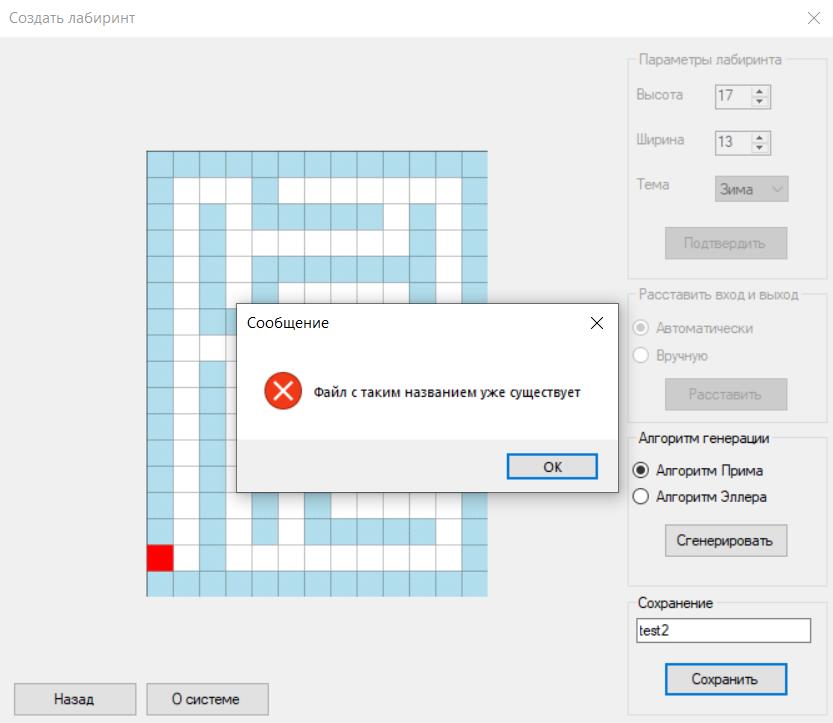 Создать лабиринт
Параметры лабиринта
Высота 17
Ширина 13
Тема Зима
Подтвердить
Расставить вход и выход
Автоматически
Вручную
Расставить
Сообщение
Файл с таким названием уже существует
ОК
Алгоритм генерации
Алгоритм Прима
Алгоритм Эллера
Сгенерировать
Сохранение
test2
Сохранить
Назад
О системе